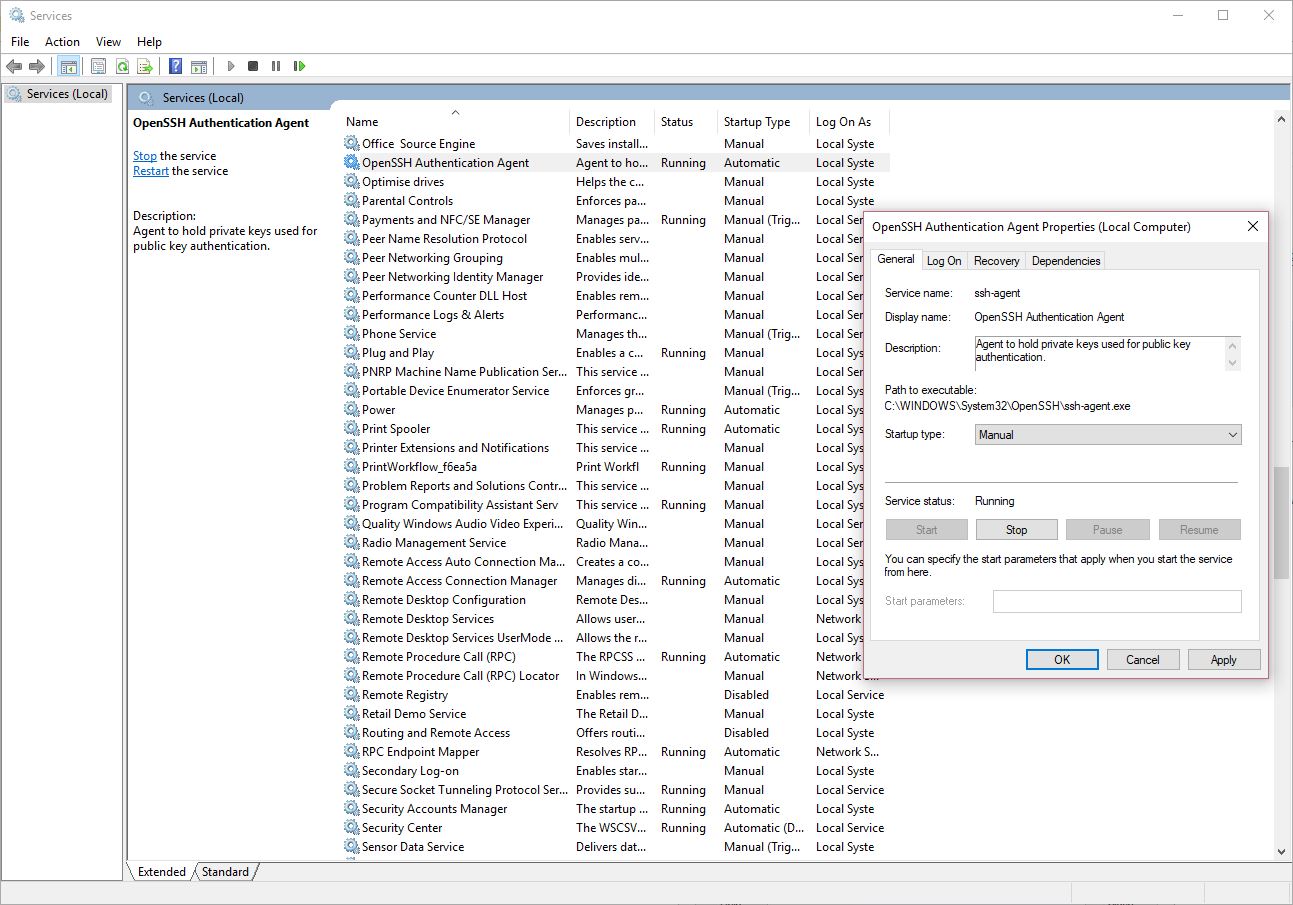 Services
File Action View Help
Services (Local)
Services (Local)
OpenSSH Authentication Agent
Stop the service
Restart the service
Description:
Agent to hold private keys used for
public key authentication.
Name Description Status Startup Type Log On As
Office Source Engine Saves install... Manual Local Syste
OpenSSH Authentication Agent Agent to ho... Running Automatic Local Syste
Optimise drives Helps the c... Manual Local Syste
Parental Controls Enforces pa... Manual Local Syste
Payments and NFC/SE Manager Manages pa... Running Manual (Trig... Local Ser
Peer Name Resolution Protocol Enables serv... Manual Local Ser
Peer Networking Grouping Enables mul... Manual Local Ser
Peer Networking Identity Manager Provides ide... Manual Local Ser
Performance Counter DLL Host Enables rem... Manual Local Ser
Performance Logs & Alerts Performanc... Manual Local Sys
Phone Service Manages th... Manual (Trig... Local Ser
Plug and Play Enables a c... Running Manual Local Sys
PNRP Machine Name Publication Ser... This service ... Manual Local Ser
Portable Device Enumerator Service Enforces gr... Manual (Trig... Local Sys
Power Manages p... Running Automatic Local Sys
Print Spooler This service ... Running Automatic Local Sys
Printer Extensions and Notifications This service ... Manual Local Sys
PrintWorkflow_f6ea5a Print Workfl Running Manual Local Sys
Problem Reports and Solutions Contr... This service ... Manual Local Sys
Program Compatibility Assistant Serv This service ... Running Manual Local Sys
Quality Windows Audio Video Experi... Quality Win... Manual Local Ser
Radio Management Service Radio Mana... Manual Local Ser
Remote Access Auto Connection Ma... Creates a co... Manual Local Sys
Remote Access Connection Manager Manages di... Running Automatic Local Sys
Remote Desktop Configuration Remote Des... Manual Local Sys
Remote Desktop Services Allows user... Manual Network
Remote Desktop Services UserMode ... Allows the r... Manual Local Sys
Remote Procedure Call (RPC) The RPCSS ... Running Automatic Network
Remote Procedure Call (RPC) Locator In Windows... Manual Network
Remote Registry Enables rem... Disabled Local Service
Retail Demo Service The Retail D... Manual Local Syste
Routing and Remote Access Offers routi... Disabled Local Syste
RPC Endpoint Mapper Resolves RP... Running Automatic Network S...
Secondary Log-on Enables star... Manual Local Syste
Secure Socket Tunneling Protocol Ser... Provides su... Running Manual Local Service
Security Accounts Manager The startup ... Running Automatic Local Syste
Security Center The WSCSV... Running Automatic (D... Local Service
Sensor Data Service Delivers dat... Manual (Trig... Local Syste
OpenSSH Authentication Agent Properties (Local Computer)
General Log On Recovery Dependencies
Service name: ssh-agent
Display name: OpenSSH Authentication Agent
Description: Agent to hold private keys used for public key
authentication.
Path to executable:
C:\WINDOWS\System32\OpenSSH\ssh-agent.exe
Startup type: Manual
Service status: Running
Start Stop Pause Resume
You can specify the start parameters that apply when you start the service
from here.
Start parameters:
OK Cancel Apply
Extended Standard